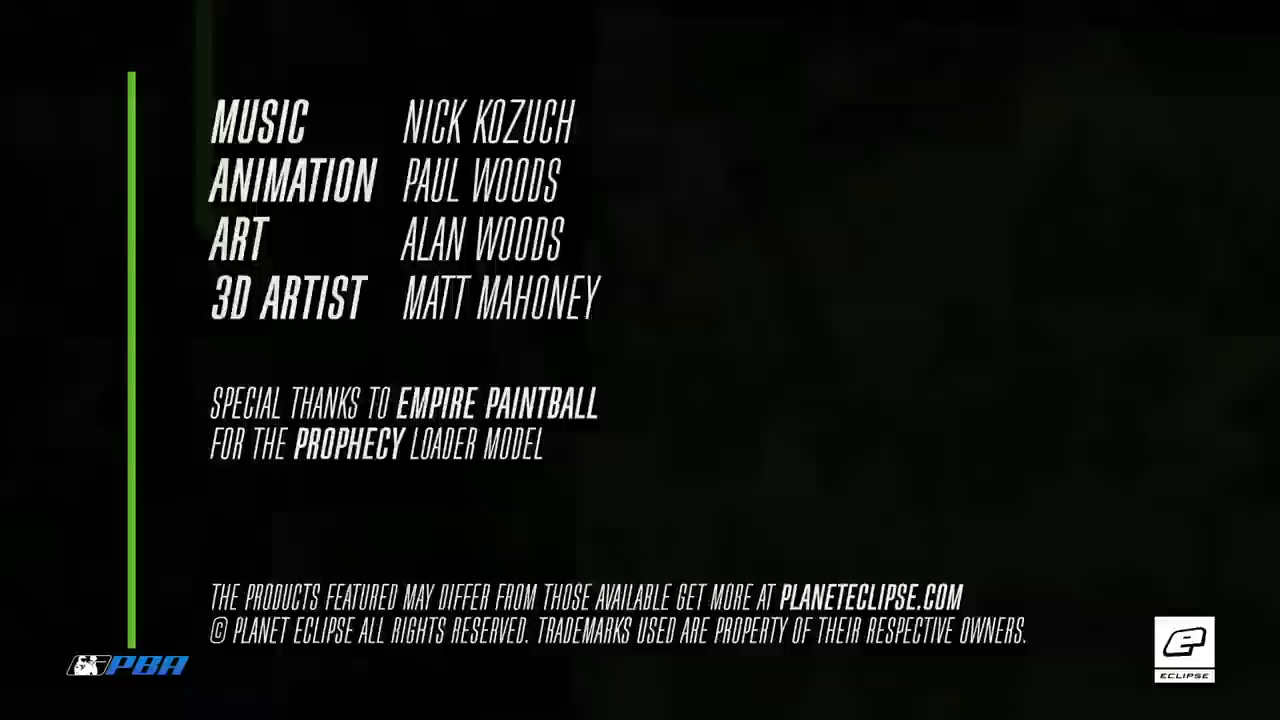 MUSIC NICK KOZUCH
ANIMATION PAUL WOODS
ART ALAN WOODS
3D ARTIST MATT MAHONEY
SPECIAL THANKS TO EMPIRE PAINTBALL
FOR THE PROPHECY LOADER MODEL
THE PRODUCTS FEATURED MAY DIFFER FROM THOSE AVAILABLE GET MORE AT PLANETECLIPSE.COM
© PLANET ECLIPSE ALL RIGHTS RESERVED. TRADEMARKS USED ARE PROPERTY OF THEIR RESPECTIVE OWNERS.
PBA
e
ECLIPSE